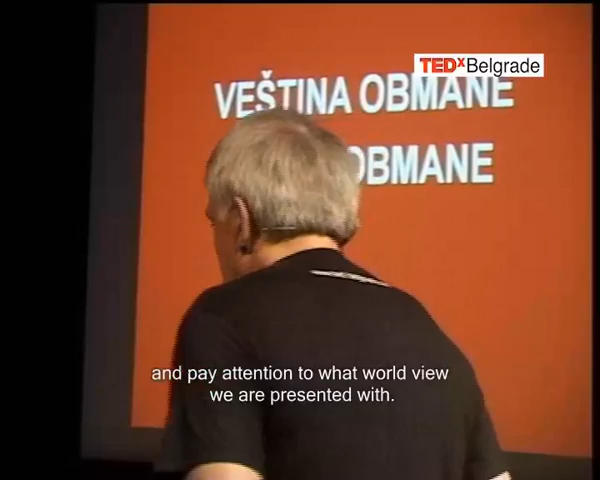 TEDxBelgrade
VEŠTINA OBMANE
OBMANE
and pay attention to what world view
we are presented with.